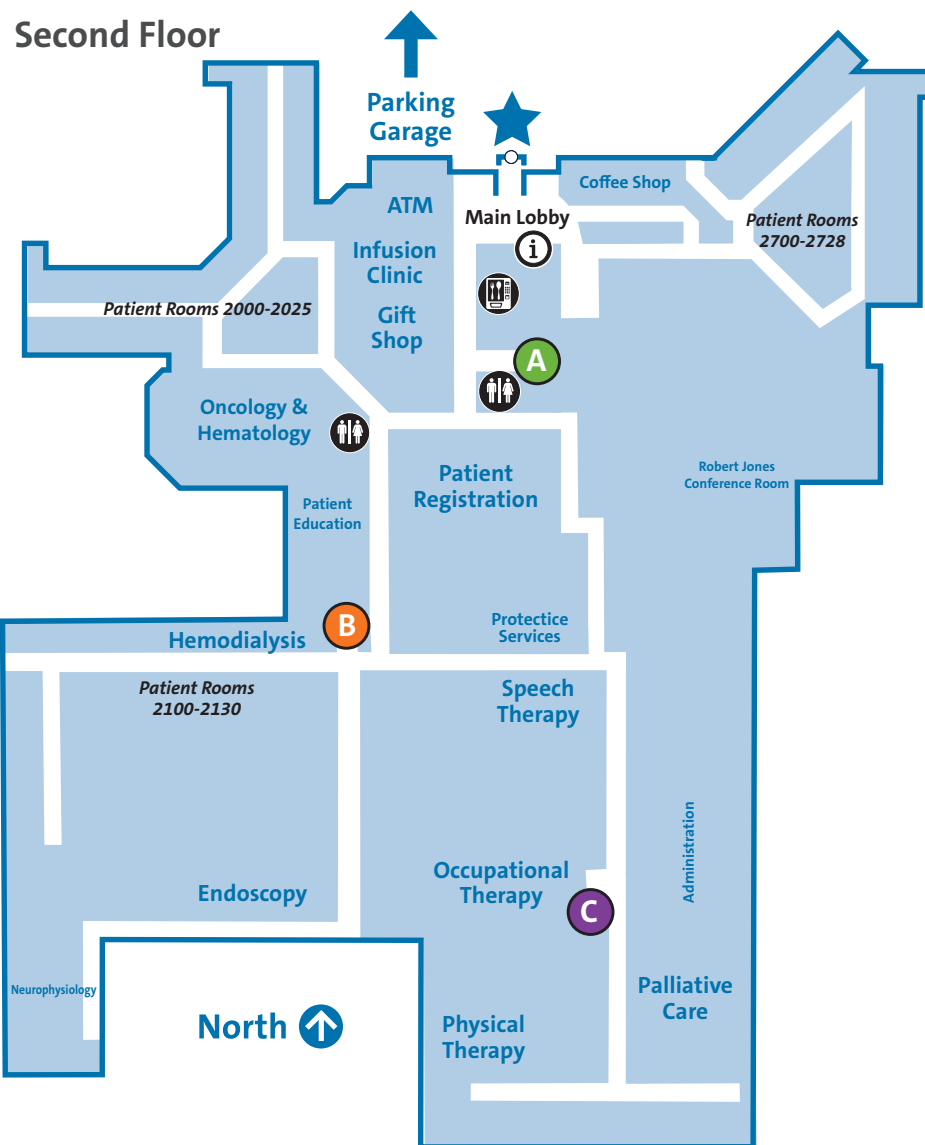 Second Floor
Parking
Garage
Coffee Shop
ATM
Main Lobby
i
Patient Rooms
2700-2728
Infusion
Clinic
Patient Rooms 2000-2025
Gift
Shop
A
Oncology &
Hematology
Patient
Registration
Robert Jones
Conference Room
Patient
Education
B
Hemodialysis
Protectice
Services
Patient Rooms
2100-2130
Speech
Therapy
Administration
Occupational
Therapy
Endoscopy
C
Neurophysiology
Palliative
Care
North
Physical
Therapy